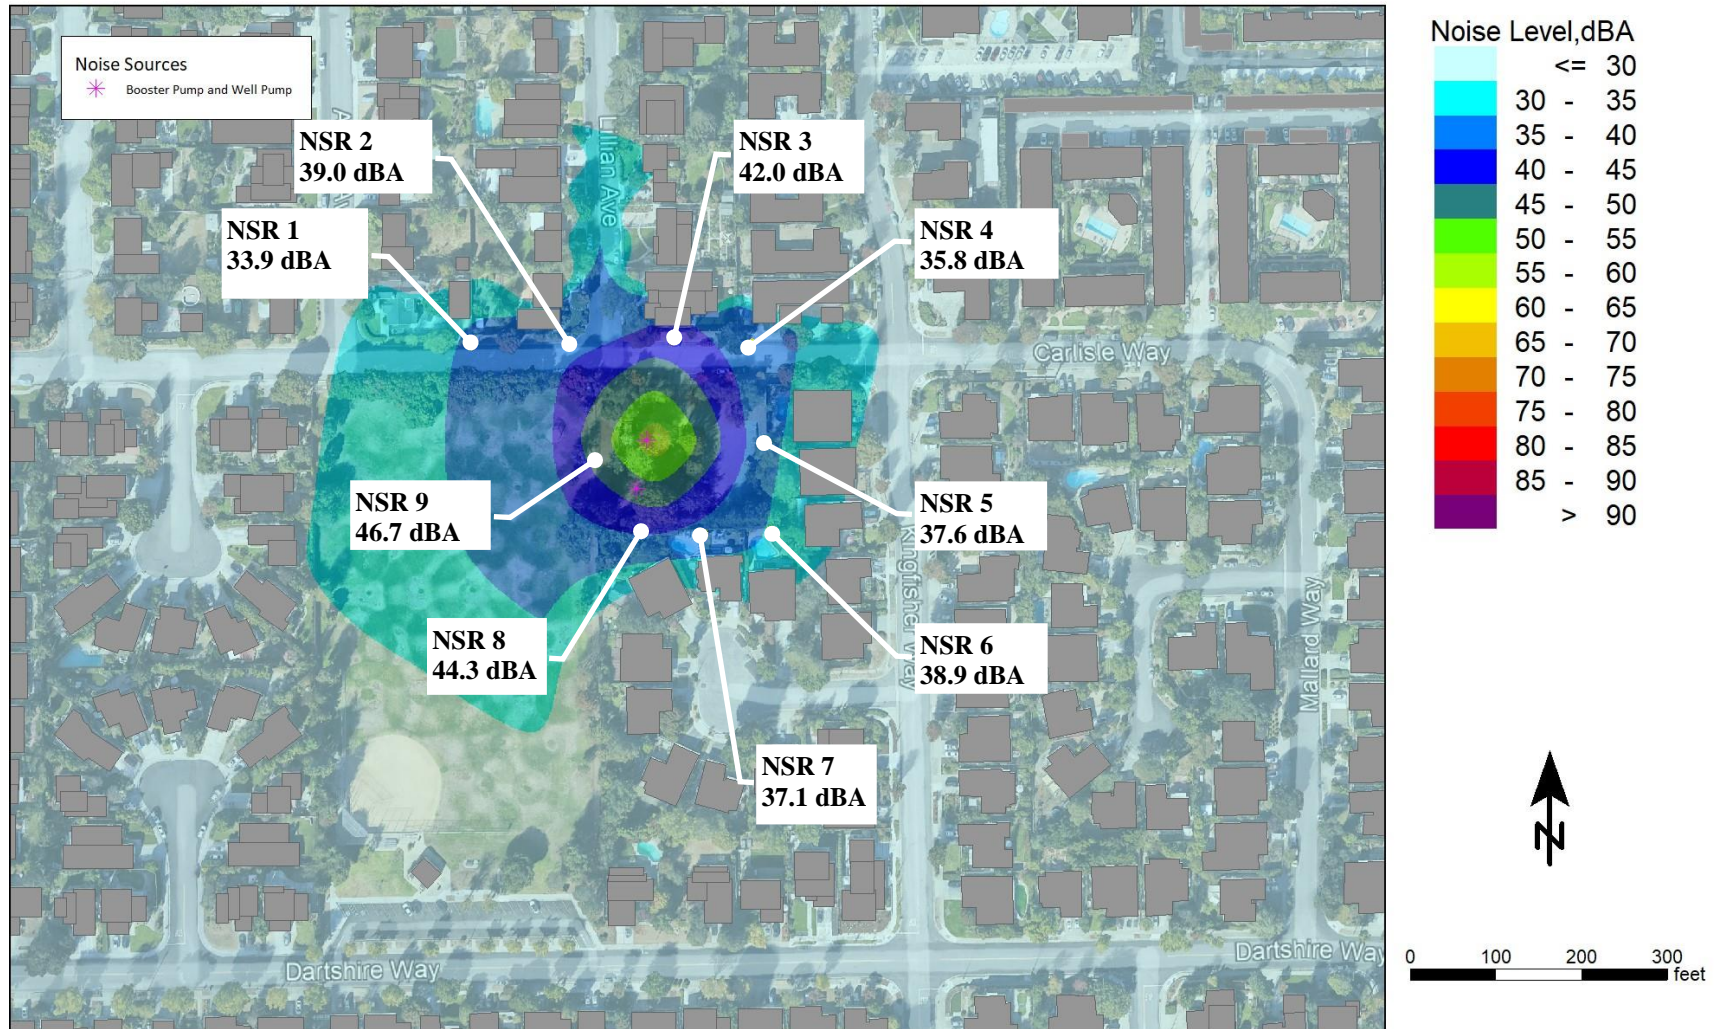 Noise Sources
Booster Pump and Well Pump
Lillian Ave
NSR 1
33.9 dBA
NSR 2
39.0 dBA
NSR 3
42.0 dBA
NSR 4
35.8 dBA
Carlisle Way
NSR 5
37.6 dBA
NSR 9
46.7 dBA
Kingfisher Way
NSR 8
44.3 dBA
NSR 6
38.9 dBA
Mallard Way
NSR 7
37.1 dBA
Dartshire Way
Dartshire Way
Noise Level,dBA
<= 30
30 - 35
35 - 40
40 - 45
45 - 50
50 - 55
55 - 60
60 - 65
65 - 70
70 - 75
75 - 80
80 - 85
85 - 90
> 90
N
0 100 200 300
feet